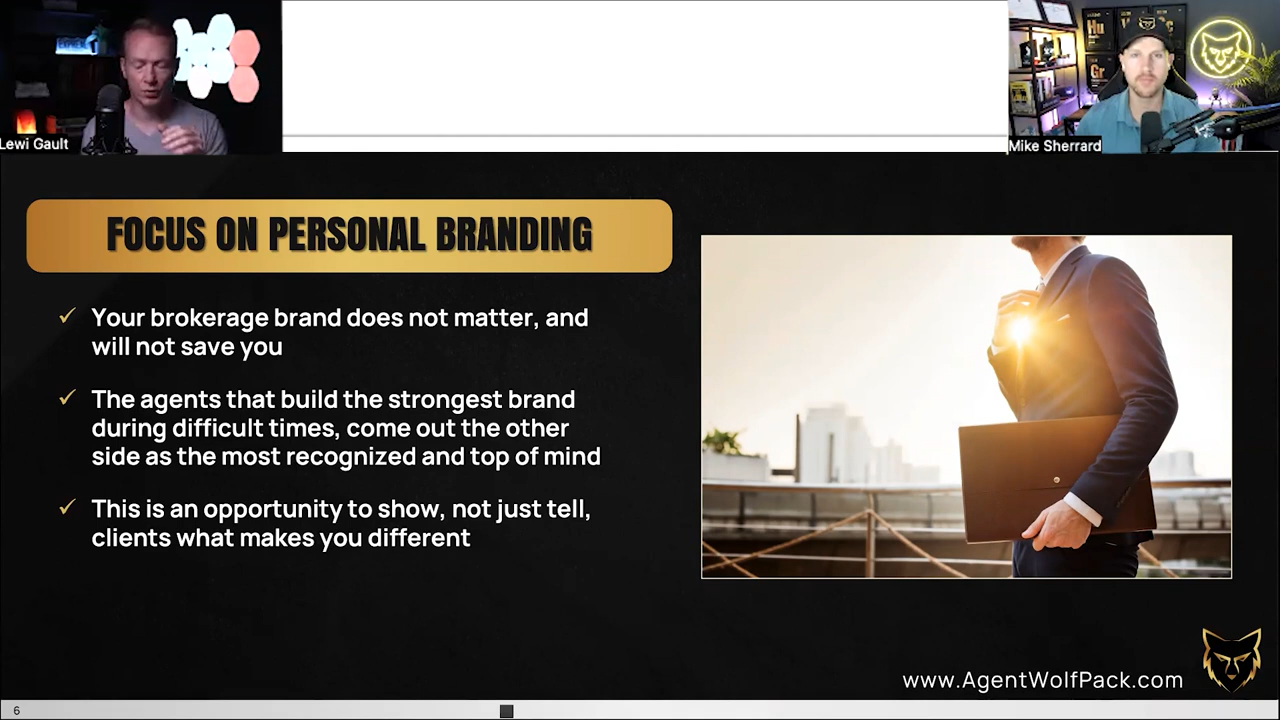 Lewi Gault
Hu
Gr
Mike Sherrard
FOCUS ON PERSONAL BRANDING
✓ Your brokerage brand does not matter, and
will not save you
✓ The agents that build the strongest brand
during difficult times, come out the other
side as the most recognized and top of mind
✓ This is an opportunity to show, not just tell,
clients what makes you different
www.AgentWolfPack.com
6